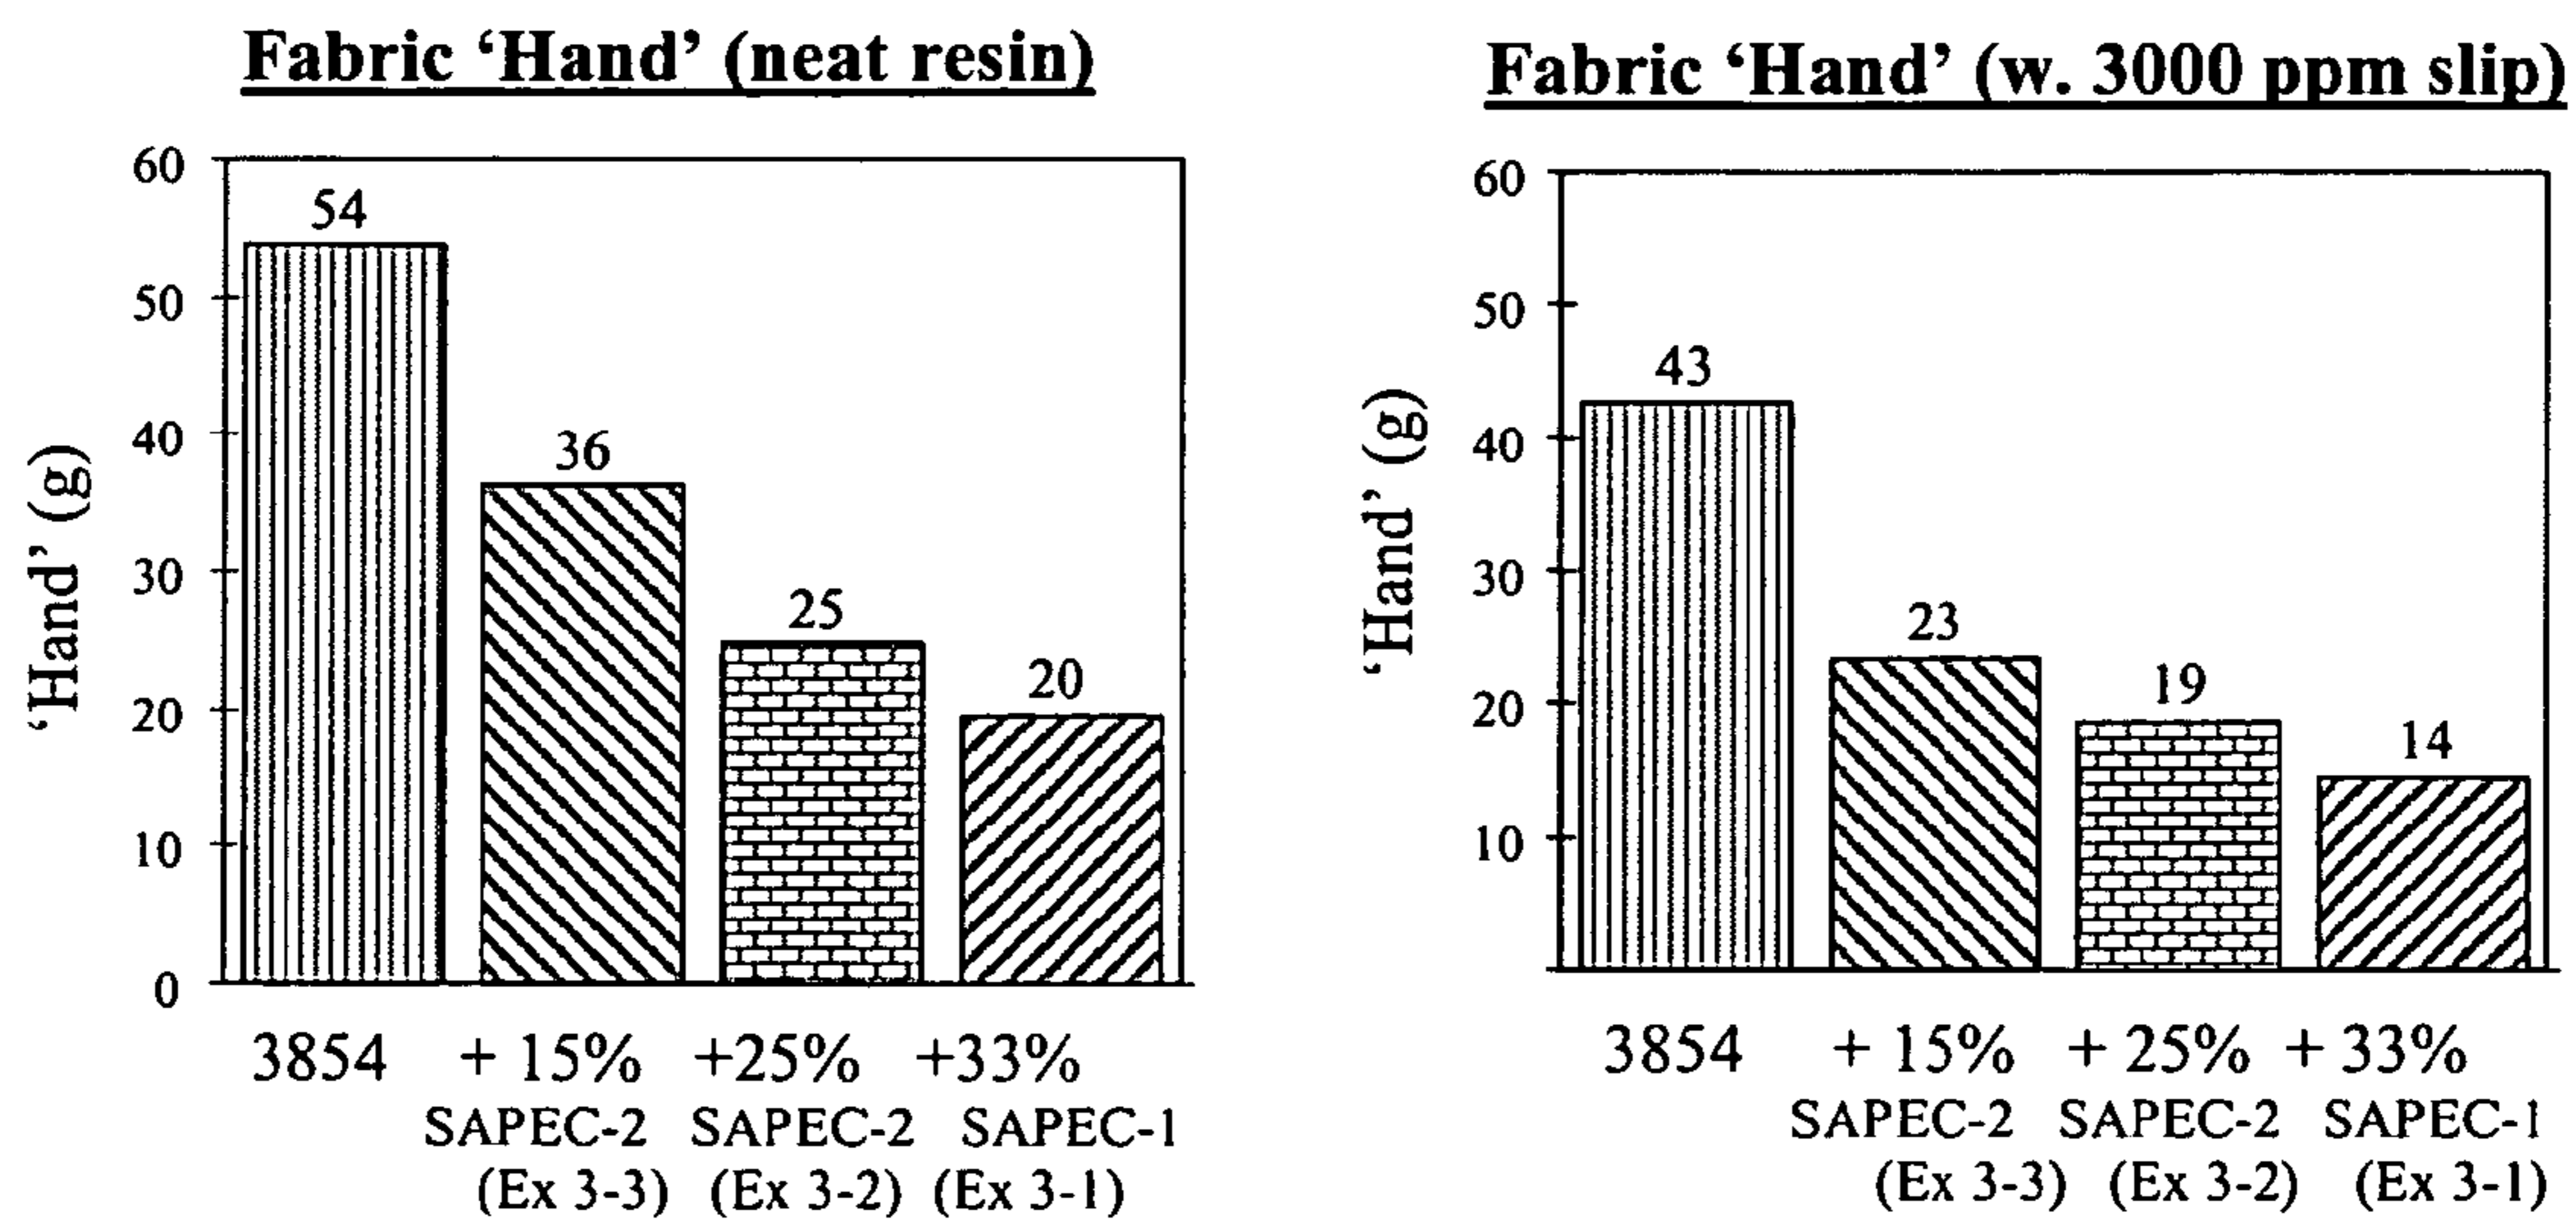 Fabric ‘Hand’ (neat resin)
‘Hand’ (g)
60
50
40
30
20
10
0
54
36
25
20
3854 + 15% +25% +33%
SAPEC-2 SAPEC-2 SAPEC-1
(Ex 3-3) (Ex 3-2) (Ex 3-1)
Fabric ‘Hand’ (w. 3000 ppm slip)
‘Hand’ (g)
60
50
40
30
20
10
43
23
19
14
3854 + 15% + 25% + 33%
SAPEC-2 SAPEC-2 SAPEC-1
(Ex 3-3) (Ex 3-2) (Ex 3-1)